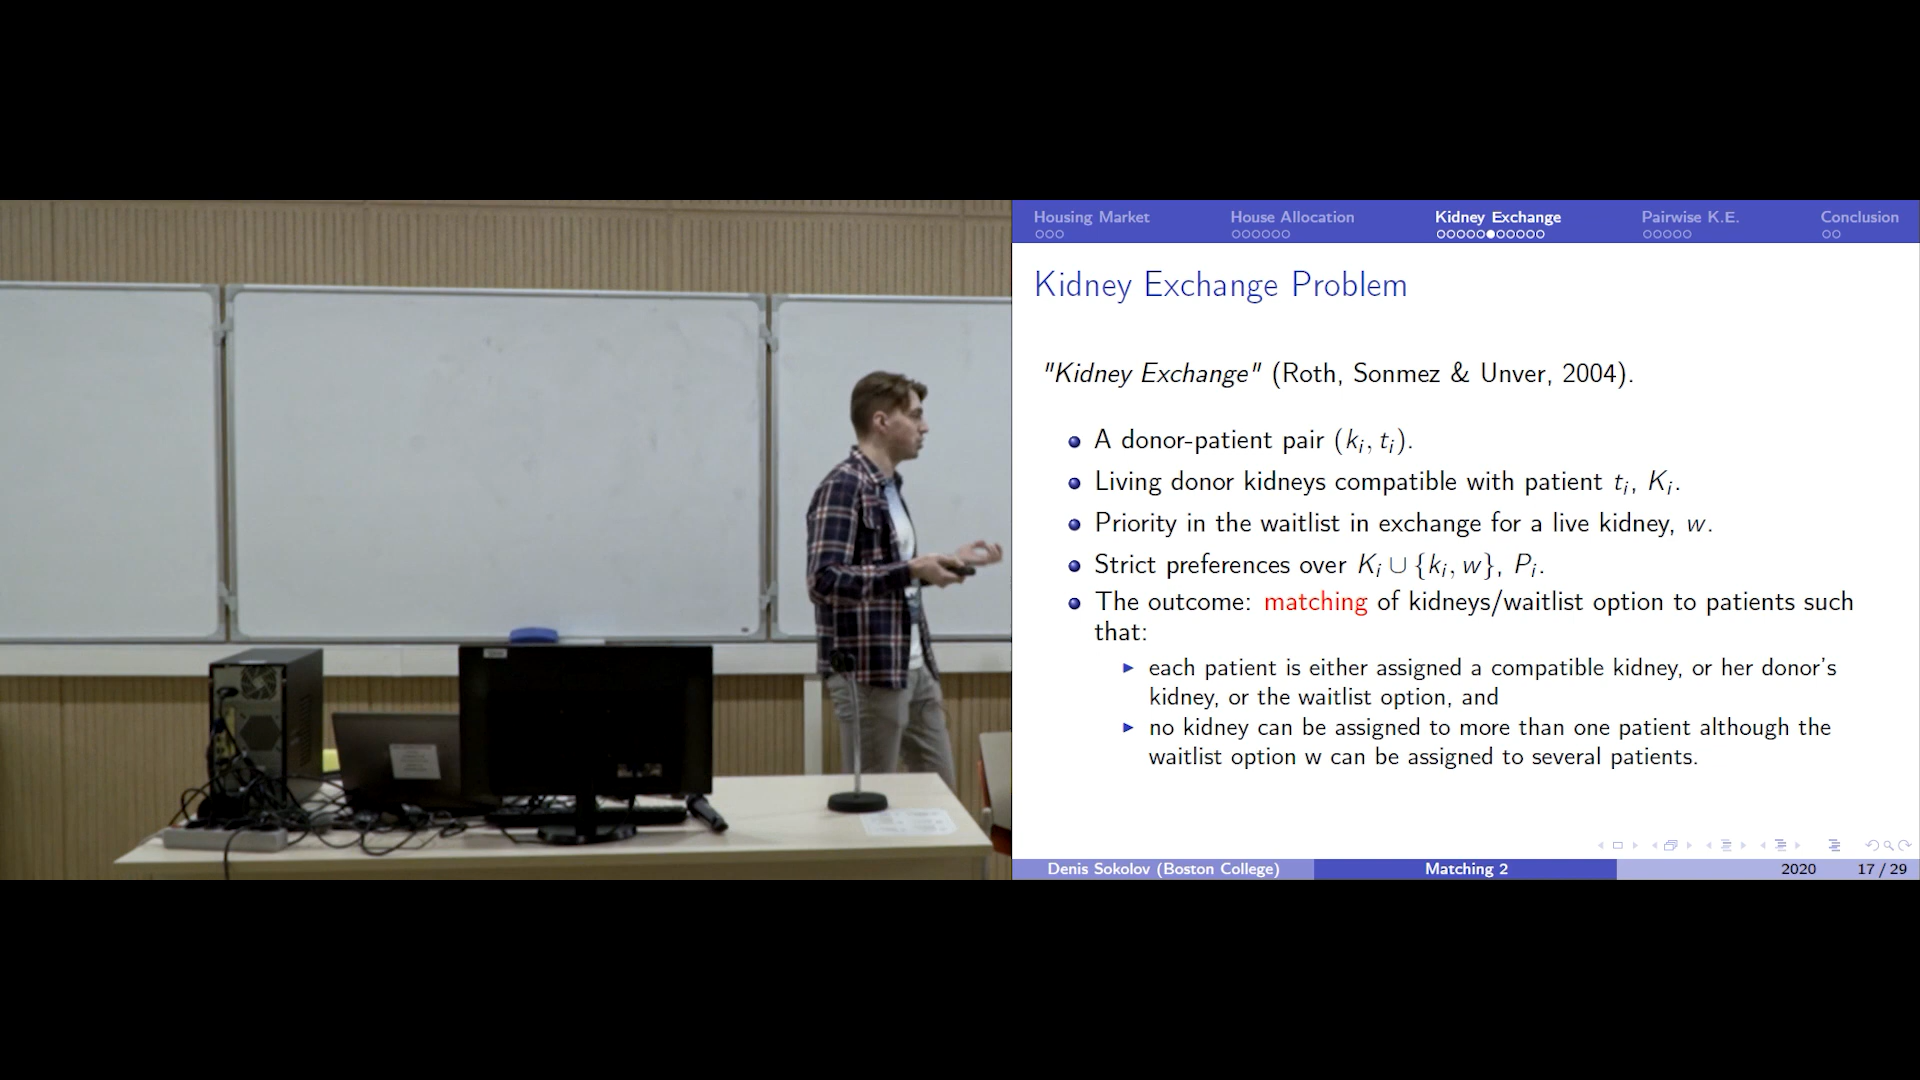 Housing Market House Allocation Kidney Exchange Pairwise K.E. Conclusion
Kidney Exchange Problem
"Kidney Exchange" (Roth, Sonmez & Unver, 2004).
A donor-patient pair (kᵢ, tᵢ).
Living donor kidneys compatible with patient tᵢ, Kᵢ.
Priority in the waitlist in exchange for a live kidney, w.
Strict preferences over Kᵢ ∪ {kᵢ, w}, Pᵢ.
The outcome: matching of kidneys/waitlist option to patients such
that:
each patient is either assigned a compatible kidney, or her donor's
kidney, or the waitlist option, and
no kidney can be assigned to more than one patient although the
waitlist option w can be assigned to several patients.
Denis Sokolov (Boston College) Matching 2 2020 17 / 29